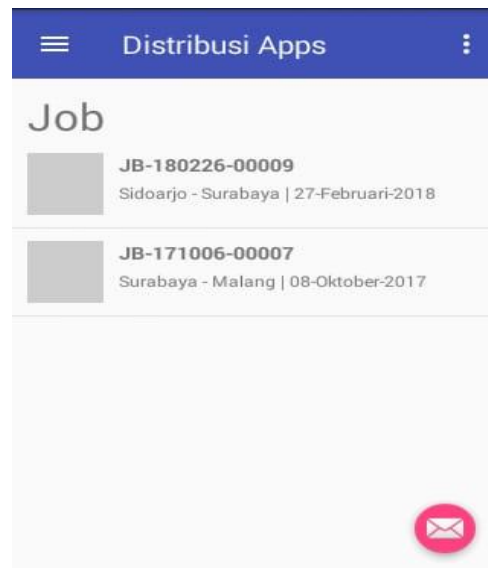 Distribusi Apps
Job
JB-180226-00009
Sidoarjo - Surabaya | 27-Februari-2018
JB-171006-00007
Surabaya - Malang | 08-Oktober-2017